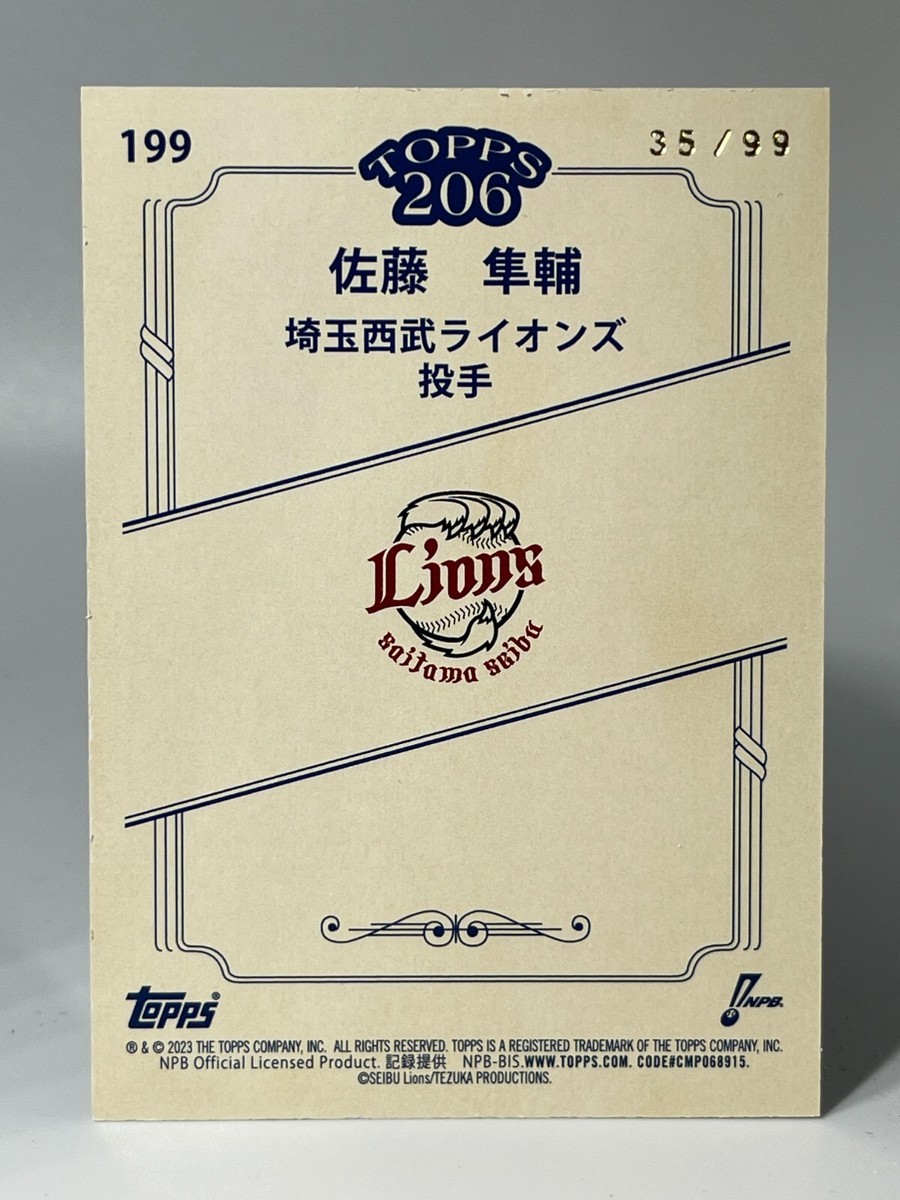 199
35/99
TOPPS
206
佐藤 隼輔
埼玉西武ライオンズ
投手
Lions
saitama seibu
topps®
NPB®
® & © 2023 THE TOPPS COMPANY, INC. ALL RIGHTS RESERVED. TOPPS IS A REGISTERED TRADEMARK OF THE TOPPS COMPANY, INC.
NPB Official Licensed Product. 記録提供 NPB-BIS.WWW.TOPPS.COM. CODE#CMP068915.
©SEIBU Lions/TEZUKA PRODUCTIONS.